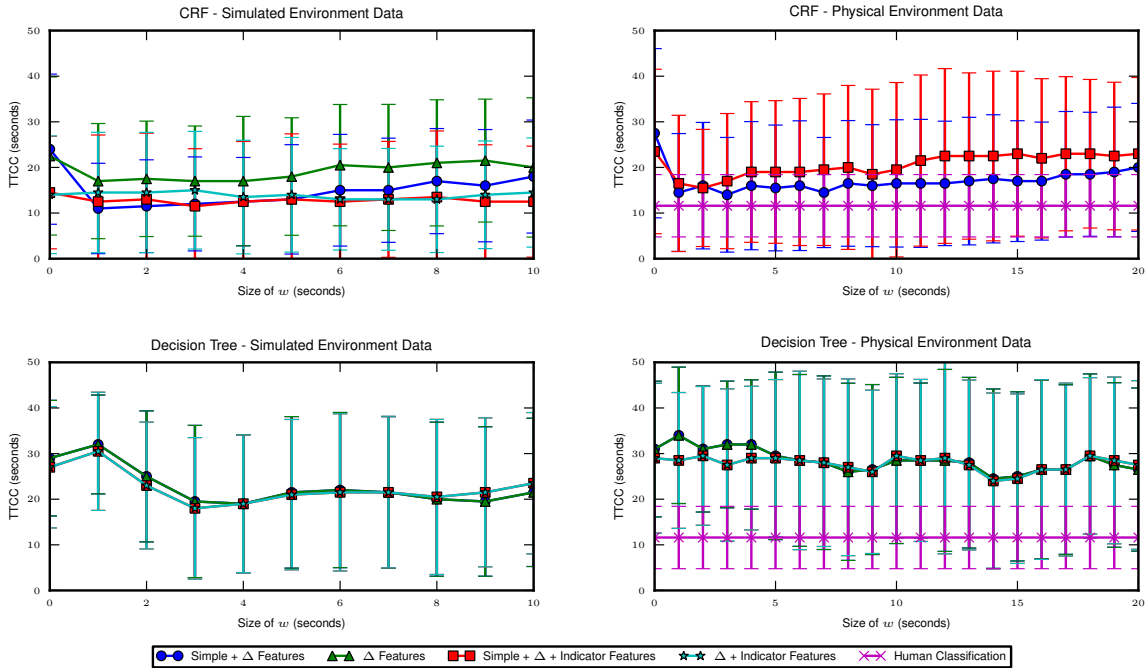 CRF - Simulated Environment Data
50
40
30
20
10
0
TTCC (seconds)
0 2 4 6 8 10
Size of w (seconds)
CRF - Physical Environment Data
50
40
30
20
10
0
TTCC (seconds)
0 5 10 15 20
Size of w (seconds)
Decision Tree - Simulated Environment Data
50
40
30
20
10
0
TTCC (seconds)
0 2 4 6 8 10
Size of w (seconds)
Decision Tree - Physical Environment Data
50
40
30
20
10
0
TTCC (seconds)
0 5 10 15 20
Size of w (seconds)
Simple + Δ Features Δ Features Simple + Δ + Indicator Features Δ + Indicator Features Human Classification